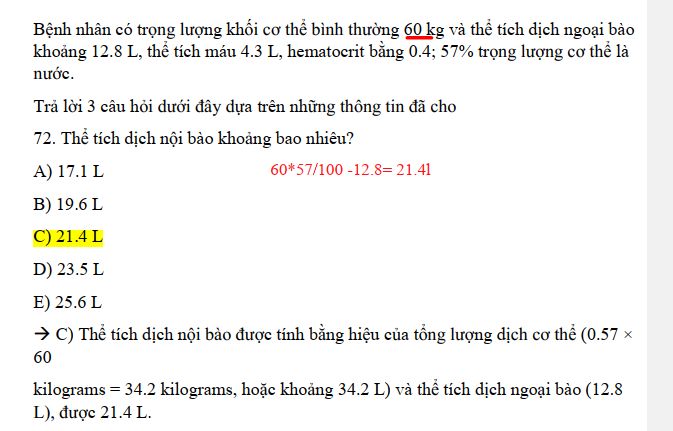 Bệnh nhân có trọng lượng khối cơ thể bình thường 60 kg và thể tích dịch ngoại bào
khoảng 12.8 L, thể tích máu 4.3 L, hematocrit bằng 0.4; 57% trọng lượng cơ thể là
nước.
Trả lời 3 câu hỏi dưới đây dựa trên những thông tin đã cho
72. Thể tích dịch nội bào khoảng bao nhiêu?
A) 17.1 L
60*57/100 -12.8= 21.4l
B) 19.6 L
C) 21.4 L
D) 23.5 L
E) 25.6 L
→ C) Thể tích dịch nội bào được tính bằng hiệu của tổng lượng dịch cơ thể (0.57 ×
60
kilograms = 34.2 kilograms, hoặc khoảng 34.2 L) và thể tích dịch ngoại bào (12.8
L), được 21.4 L.